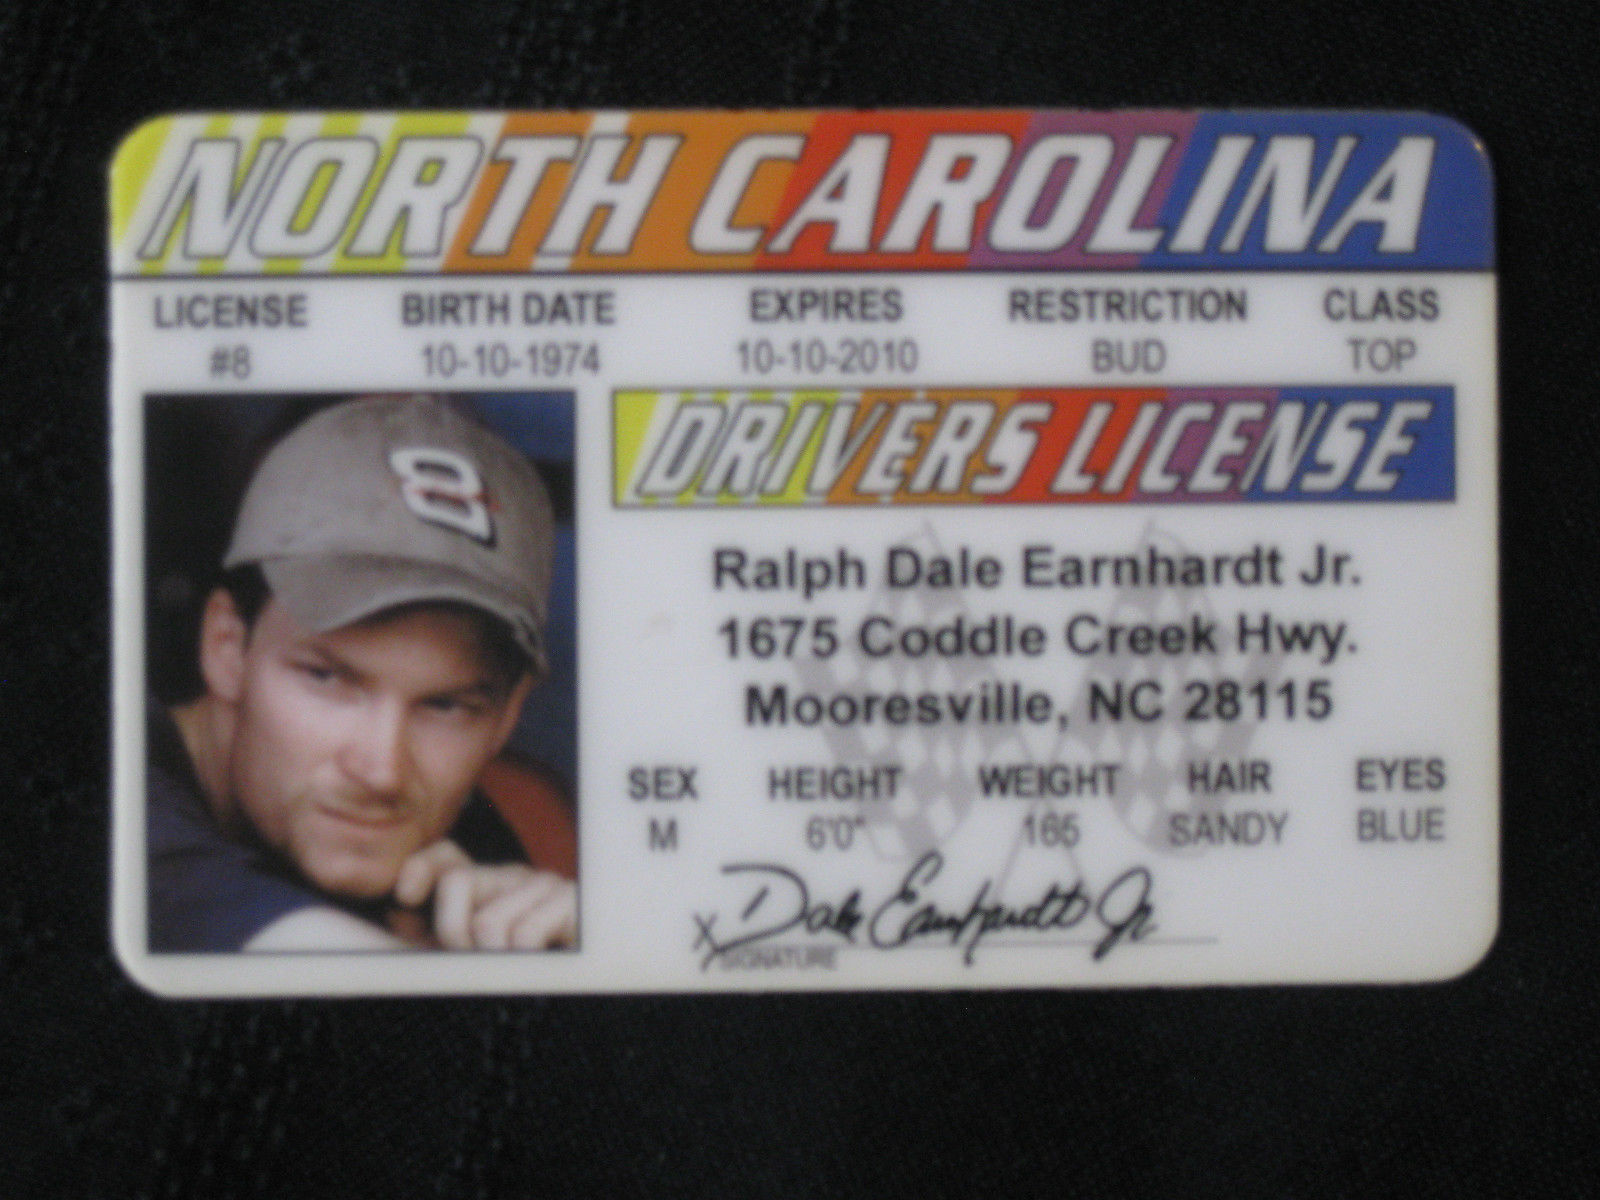 NORTH CAROLINA
LICENSE BIRTH DATE EXPIRES RESTRICTION CLASS
#8 10-10-1974 10-10-2010 BUD TOP
8
DRIVERS LICENSE
Ralph Dale Earnhardt Jr.
1675 Coddle Creek Hwy.
Mooresville, NC 28115
SEX HEIGHT WEIGHT HAIR EYES
M 6'0" 165 SANDY BLUE
X Dale Earnhardt Jr
SIGNATURE